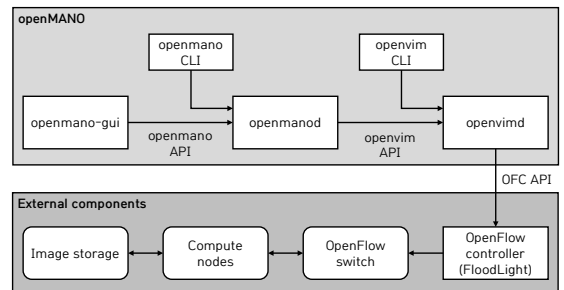 openMANO
openmano
CLI
openvim
CLI
openmano-gui
openmanod
openvimd
openmano
API
openvim
API
OFC API
External components
Image storage
Compute
nodes
OpenFlow
switch
OpenFlow
controller
(FloodLight)